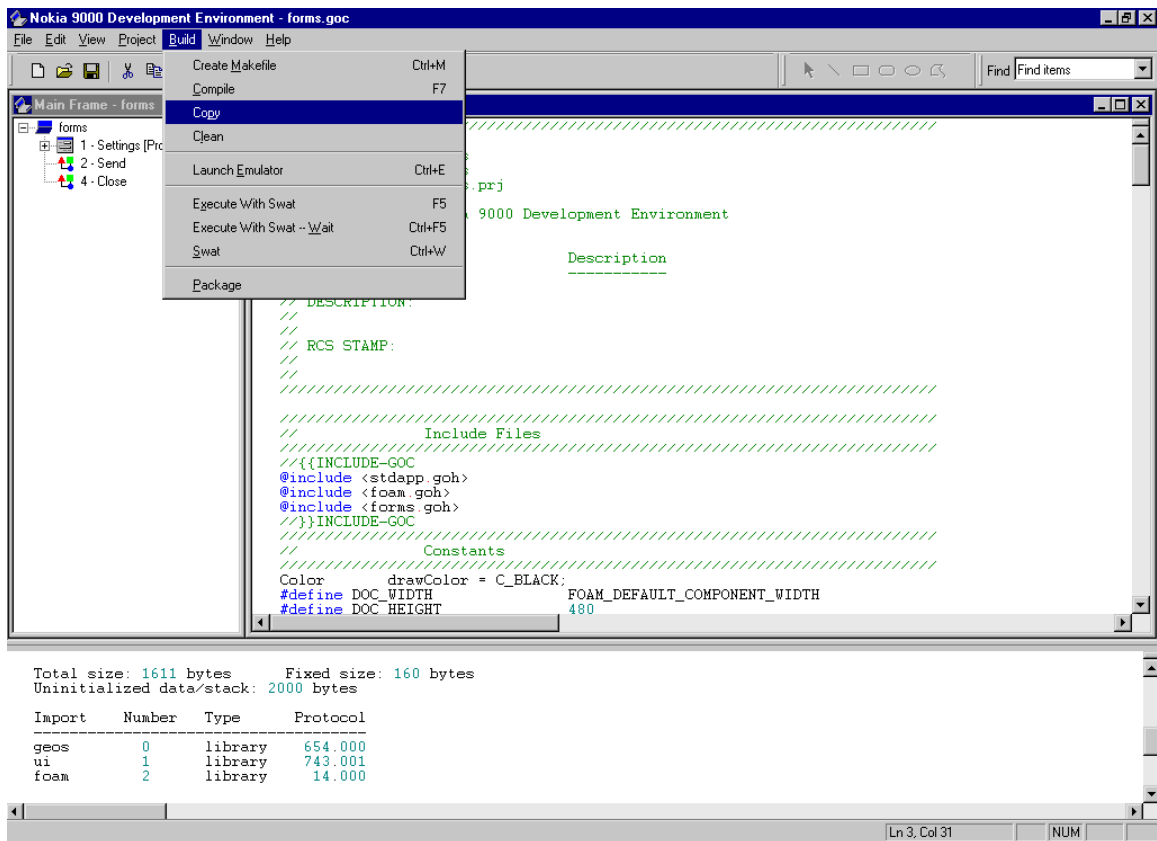 Nokia 9000 Development Environment - forms.goc
File Edit View Project Build Window Help
Find Find items
Create Makefile Ctrl+M
Compile F7
Copy
Clean
Launch Emulator Ctrl+E
Execute With Swat F5
Execute With Swat -- Wait Ctrl+F5
Swat Ctrl+W
Package
Main Frame - forms
forms
1 - Settings [Pro
2 - Send
4 - Close
//////////////////////////////////////////////////////
s
s
s.prj
9000 Development Environment
Description
-----------
// DESCRIPTION:
//
//
// RCS STAMP:
//
//
/////////////////////////////////////////////////////////////////////////
/////////////////////////////////////////////////////////////////////////
// Include Files
/////////////////////////////////////////////////////////////////////////
//{{INCLUDE-GOC
@include <stdapp.goh>
@include <foam.goh>
@include <forms.goh>
//}}INCLUDE-GOC
/////////////////////////////////////////////////////////////////////////
// Constants
/////////////////////////////////////////////////////////////////////////
Color drawColor = C_BLACK;
#define DOC_WIDTH FOAM_DEFAULT_COMPONENT_WIDTH
#define DOC_HEIGHT 480
Total size: 1611 bytes Fixed size: 160 bytes
Uninitialized data/stack: 2000 bytes
Import Number Type Protocol
-------------------------------------
geos 0 library 654.000
ui 1 library 743.001
foam 2 library 14.000
Ln 3, Col 31 NUM